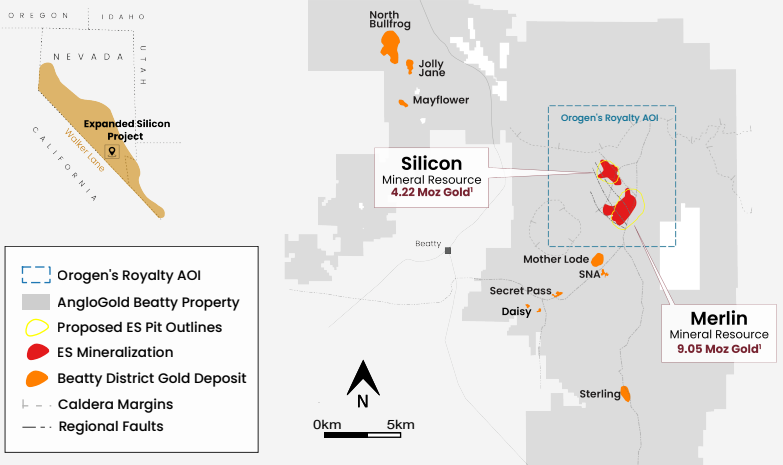 OREGON
IDAHO
NEVADA
UTAH
Expanded Silicon
Project
Walker Lane
CALIFORNIA
North
Bullfrog
Jolly
Jane
Mayflower
Orogen's Royalty AOI
Silicon
Mineral Resource
4.22 Moz Gold¹
Beatty
Mother Lode
SNA
Secret Pass
Daisy
Merlin
Mineral Resource
9.05 Moz Gold¹
Sterling
Orogen's Royalty AOI
AngloGold Beatty Property
Proposed ES Pit Outlines
ES Mineralization
Beatty District Gold Deposit
Caldera Margins
Regional Faults
N
0km 5km